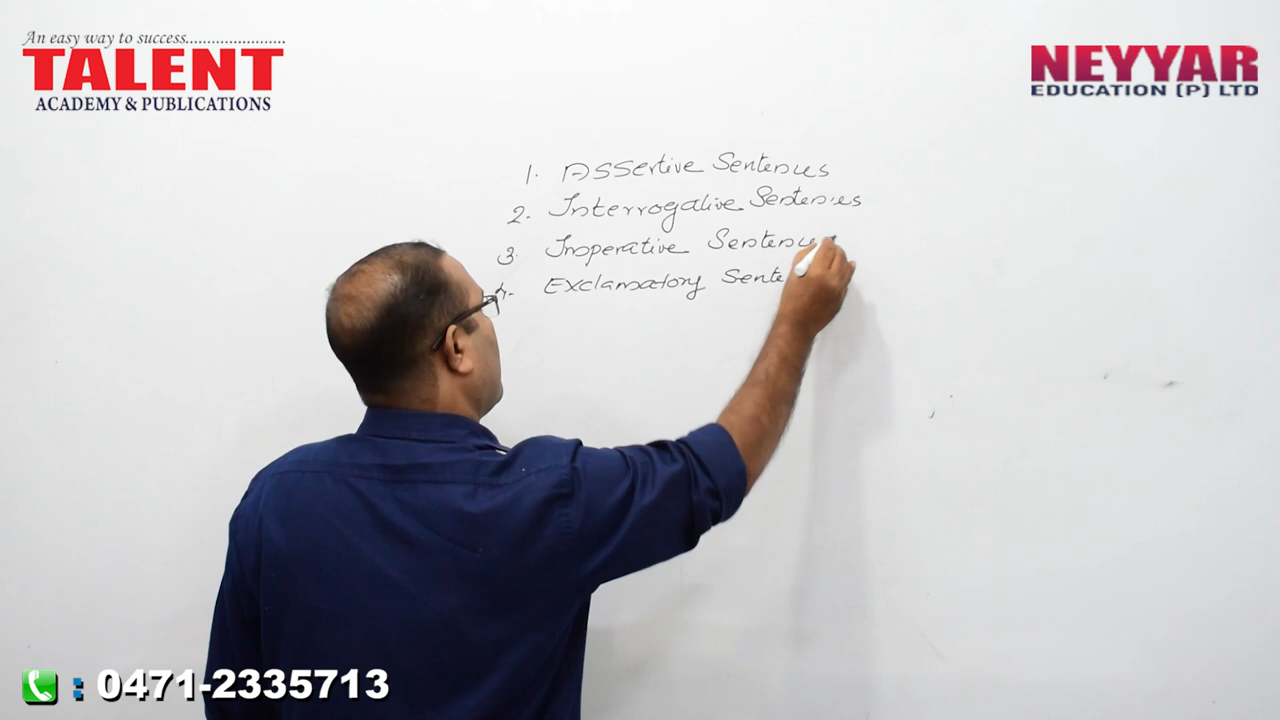 An easy way to success.......................
TALENT
ACADEMY & PUBLICATIONS
NEYYAR
EDUCATION (P) LTD
1. Assertive Sentences
2. Interrogative Sentences
3. Imperative Sentences
4. Exclamatory Sente
: 0471-2335713